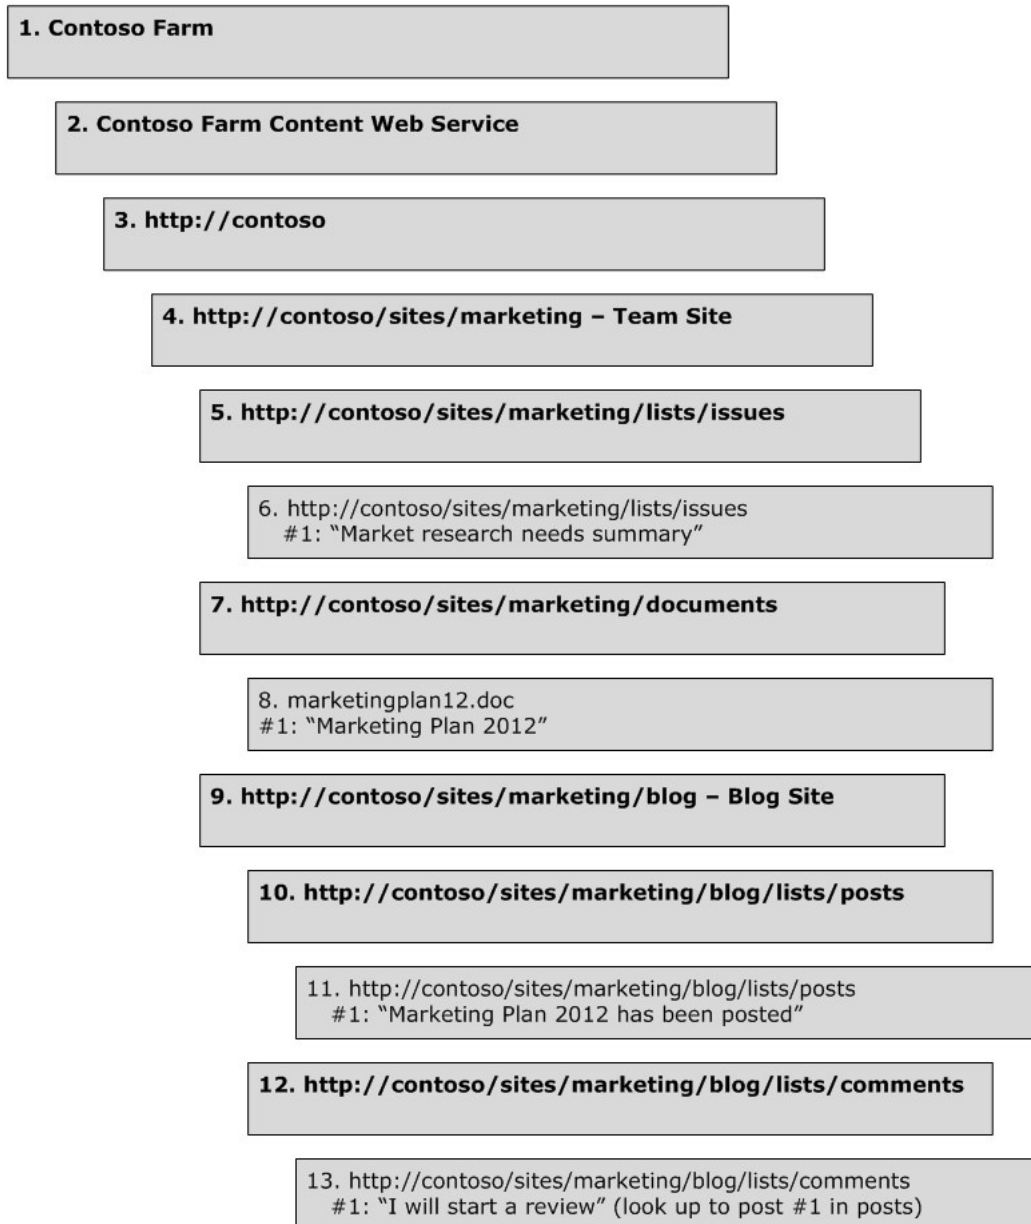 1. Contoso Farm
2. Contoso Farm Content Web Service
3. http://contoso
4. http://contoso/sites/marketing – Team Site
5. http://contoso/sites/marketing/lists/issues
6. http://contoso/sites/marketing/lists/issues
#1: “Market research needs summary”
7. http://contoso/sites/marketing/documents
8. marketingplan12.doc
#1: “Marketing Plan 2012”
9. http://contoso/sites/marketing/blog – Blog Site
10. http://contoso/sites/marketing/blog/lists/posts
11. http://contoso/sites/marketing/blog/lists/posts
#1: “Marketing Plan 2012 has been posted”
12. http://contoso/sites/marketing/blog/lists/comments
13. http://contoso/sites/marketing/blog/lists/comments
#1: “I will start a review” (look up to post #1 in posts)